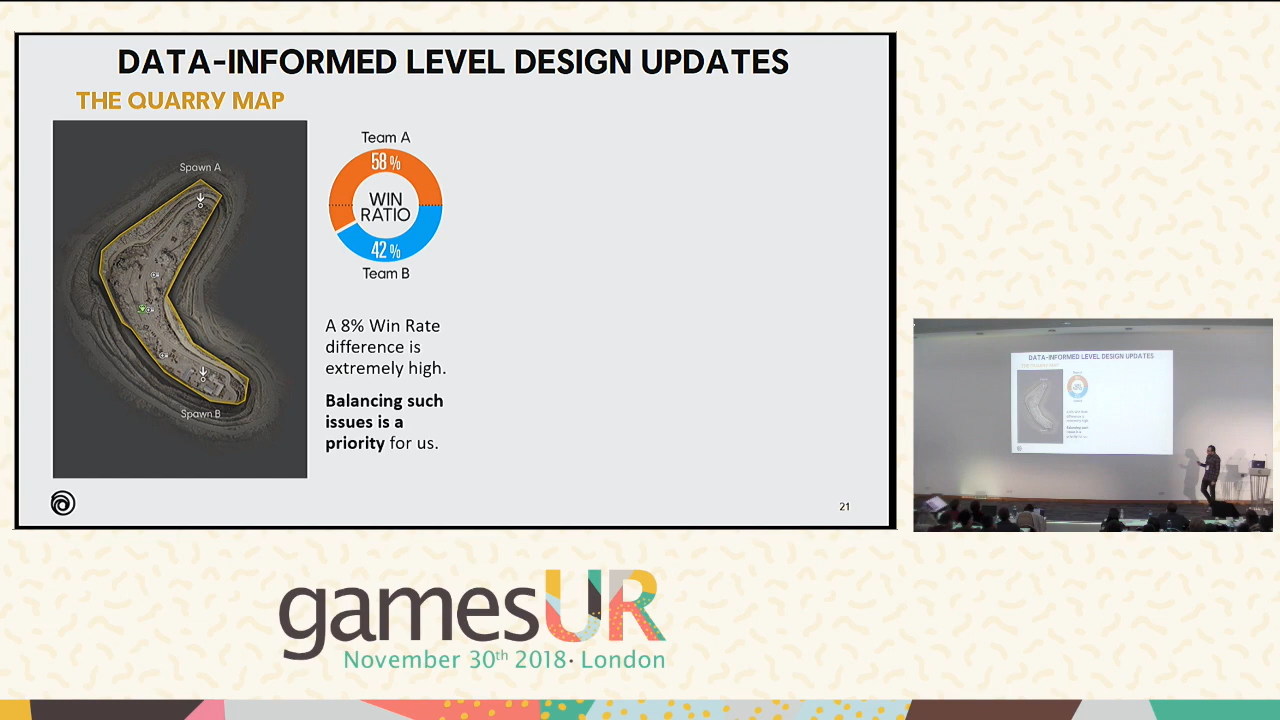 DATA-INFORMED LEVEL DESIGN UPDATES
THE QUARRY MAP
Spawn A
Spawn B
Team A
58 %
WIN
RATIO
42 %
Team B
A 8% Win Rate
difference is
extremely high.
Balancing such
issues is a
priority for us.
21
DATA-INFORMED LEVEL DESIGN UPDATES
gamesUR
November 30th 2018 · London